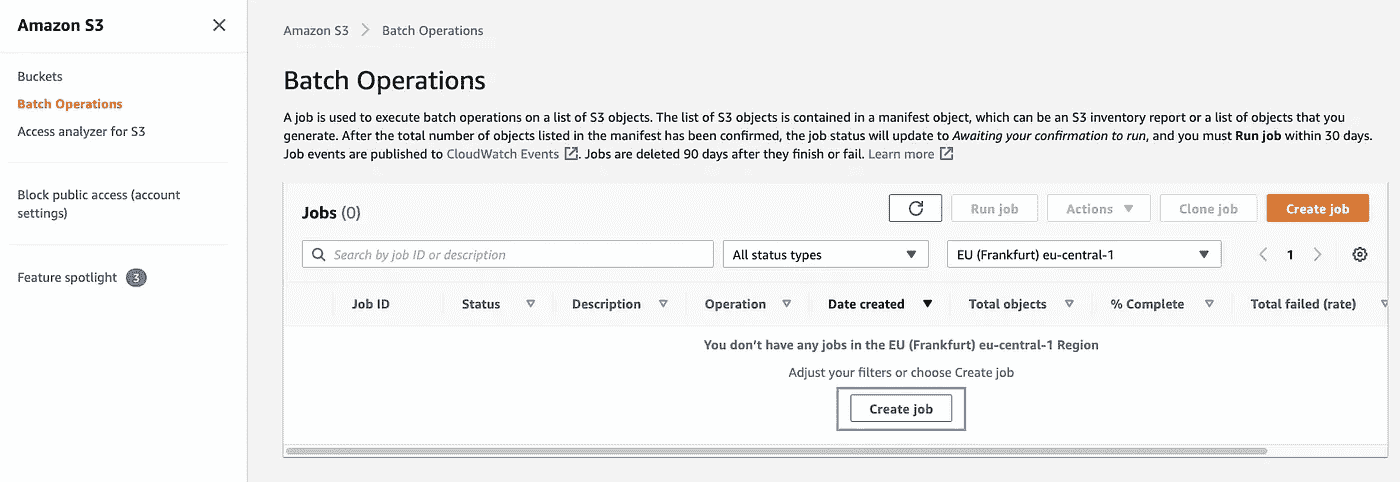 Amazon S3
Buckets
Batch Operations
Access analyzer for S3
Block public access (account
settings)
Feature spotlight 3
Amazon S3 Batch Operations
Batch Operations
A job is used to execute batch operations on a list of S3 objects. The list of S3 objects is contained in a manifest object, which can be an S3 inventory report or a list of objects that you
generate. After the total number of objects listed in the manifest has been confirmed, the job status will update to Awaiting your confirmation to run, and you must Run job within 30 days.
Job events are published to CloudWatch Events. Jobs are deleted 90 days after they finish or fail. Learn more
Jobs (0) Run job Actions Clone job Create job
Search by job ID or description All status types EU (Frankfurt) eu-central-1 1
Job ID Status Description Operation Date created Total objects % Complete Total failed (rate)
You don’t have any jobs in the EU (Frankfurt) eu-central-1 Region
Adjust your filters or choose Create job
Create job